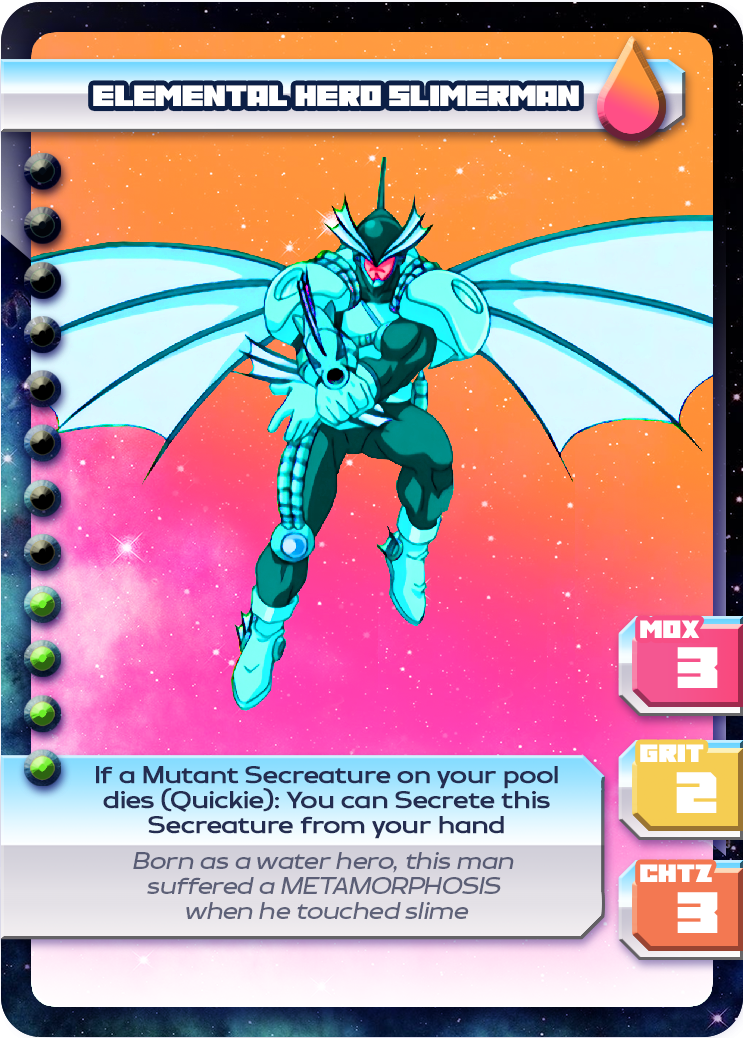 ELEMENTAL HERO SLIMERMAN
MOX
3
GRIT
2
CHTZ
3
If a Mutant Secreature on your pool
dies (Quickie): You can Secrete this
Secreature from your hand
Born as a water hero, this man
suffered a METAMORPHOSIS
when he touched slime